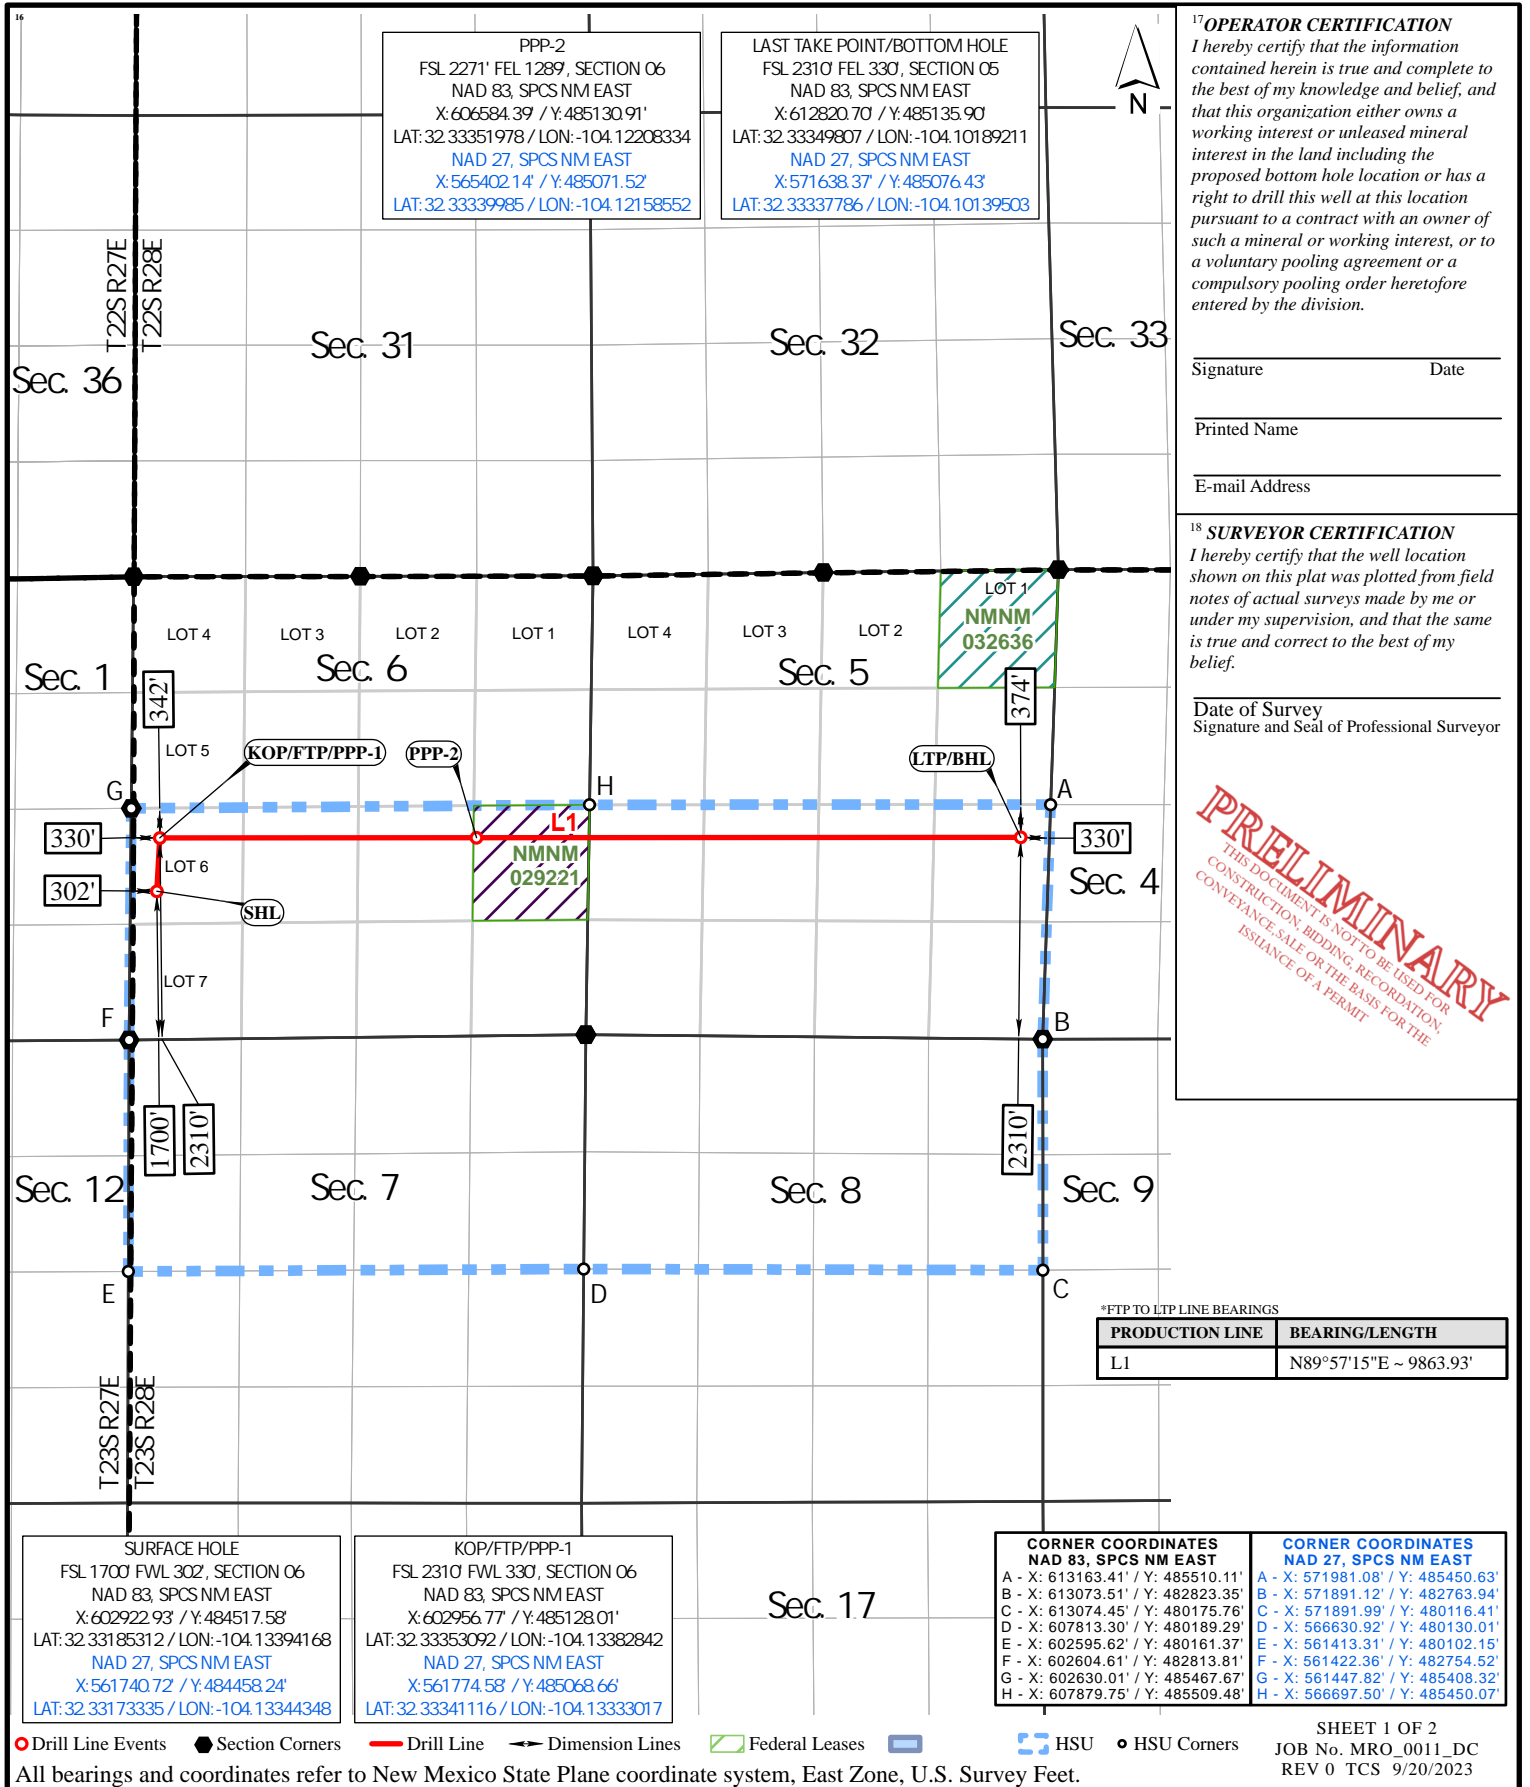 16
PPP-2
FSL 2271' FEL 1289', SECTION 06
NAD 83, SPCS NM EAST
X:606584.39' / Y:485130.91'
LAT:32.33351978 / LON:-104.12208334
NAD 27, SPCS NM EAST
X:565402.14' / Y:485071.52'
LAT:32.33339985 / LON:-104.12158552
LAST TAKE POINT/BOTTOM HOLE
FSL 2310' FEL 330', SECTION 05
NAD 83, SPCS NM EAST
X:612820.70' / Y:485135.90'
LAT:32.33349807 / LON:-104.10189211
NAD 27, SPCS NM EAST
X:571638.37' / Y:485076.43'
LAT:32.33337786 / LON:-104.10139503
N
17 OPERATOR CERTIFICATION
I hereby certify that the information
contained herein is true and complete to
the best of my knowledge and belief, and
that this organization either owns a
working interest or unleased mineral
interest in the land including the
proposed bottom hole location or has a
right to drill this well at this location
pursuant to a contract with an owner of
such a mineral or working interest, or to
a voluntary pooling agreement or a
compulsory pooling order heretofore
entered by the division.
Signature Date
Printed Name
E-mail Address
18 SURVEYOR CERTIFICATION
I hereby certify that the well location
shown on this plat was plotted from field
notes of actual surveys made by me or
under my supervision, and that the same
is true and correct to the best of my
belief.
Date of Survey
Signature and Seal of Professional Surveyor
PRELIMINARY
THIS DOCUMENT IS NOT TO BE USED FOR
CONSTRUCTION, BIDDING, RECORDATION,
CONVEYANCE, SALE OR THE BASIS FOR THE
ISSUANCE OF A PERMIT
T22S R27E
T22S R28E
Sec. 36
Sec. 31
Sec. 32
Sec. 33
LOT 4
LOT 3
LOT 2
LOT 1
LOT 4
LOT 3
LOT 2
LOT 1
NMNM
032636
Sec. 1
Sec. 6
Sec. 5
342'
374'
LOT 5
KOP/FTP/PPP-1
PPP-2
LTP/BHL
G
H
A
L1
330'
330'
LOT 6
NMNM
029221
302'
SHL
Sec. 4
LOT 7
F
B
1700'
2310'
2310'
Sec. 12
Sec. 7
Sec. 8
Sec. 9
E
D
C
T23S R27E
T23S R28E
*FTP TO LTP LINE BEARINGS
PRODUCTION LINE BEARING/LENGTH
L1 N89°57'15"E ~ 9863.93'
Sec. 17
SURFACE HOLE
FSL 1700' FWL 302', SECTION 06
NAD 83, SPCS NM EAST
X:602922.93' / Y:484517.58'
LAT:32.33185312 / LON:-104.13394168
NAD 27, SPCS NM EAST
X:561740.72' / Y:484458.24'
LAT:32.33173335 / LON:-104.13344348
KOP/FTP/PPP-1
FSL 2310' FWL 330', SECTION 06
NAD 83, SPCS NM EAST
X:602956.77' / Y:485128.01'
LAT:32.33353092 / LON:-104.13382842
NAD 27, SPCS NM EAST
X:561774.58' / Y:485068.66'
LAT:32.33341116 / LON:-104.13333017
CORNER COORDINATES
NAD 83, SPCS NM EAST
A - X: 613163.41' / Y: 485510.11'
B - X: 613073.51' / Y: 482823.35'
C - X: 613074.45' / Y: 480175.76'
D - X: 607813.30' / Y: 480189.29'
E - X: 602595.62' / Y: 480161.37'
F - X: 602604.61' / Y: 482813.81'
G - X: 602630.01' / Y: 485467.67'
H - X: 607879.75' / Y: 485509.48'
CORNER COORDINATES
NAD 27, SPCS NM EAST
A - X: 571981.08' / Y: 485450.63'
B - X: 571891.12' / Y: 482763.94'
C - X: 571891.99' / Y: 480116.41'
D - X: 566630.92' / Y: 480130.01'
E - X: 561413.31' / Y: 480102.15'
F - X: 561422.36' / Y: 482754.52'
G - X: 561447.82' / Y: 485408.32'
H - X: 566697.50' / Y: 485450.07'
Drill Line Events Section Corners Drill Line Dimension Lines Federal Leases HSU HSU Corners
All bearings and coordinates refer to New Mexico State Plane coordinate system, East Zone, U.S. Survey Feet.
SHEET 1 OF 2
JOB No. MRO_0011_DC
REV 0 TCS 9/20/2023